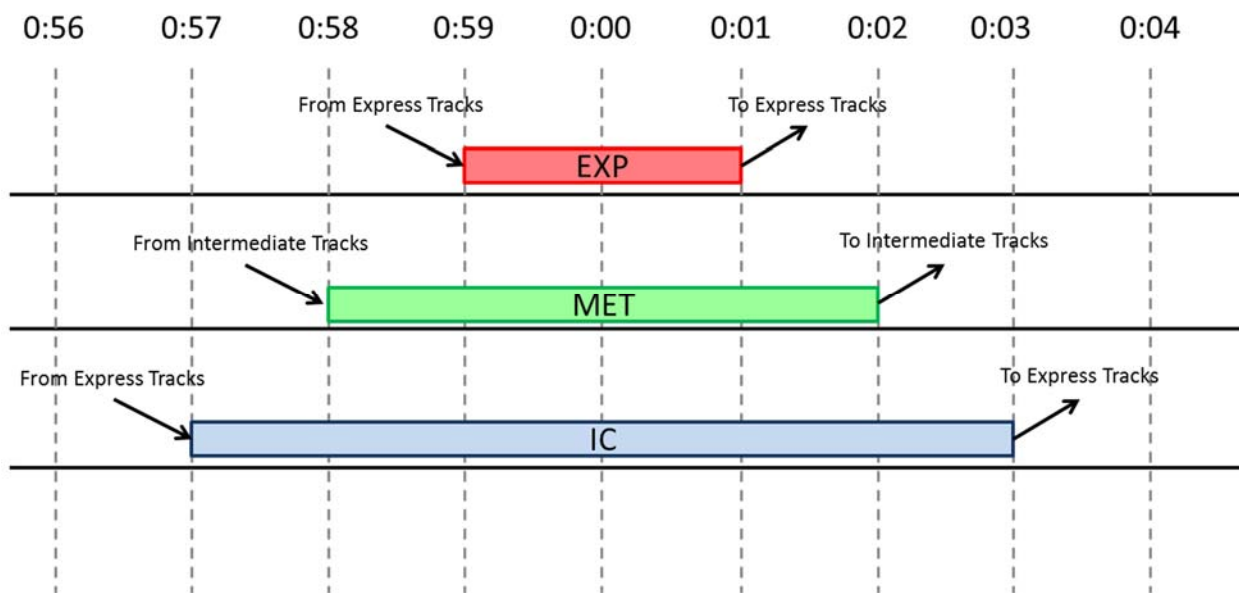 0:56 0:57 0:58 0:59 0:00 0:01 0:02 0:03 0:04
From Express Tracks To Express Tracks
EXP
From Intermediate Tracks To Intermediate Tracks
MET
From Express Tracks To Express Tracks
IC